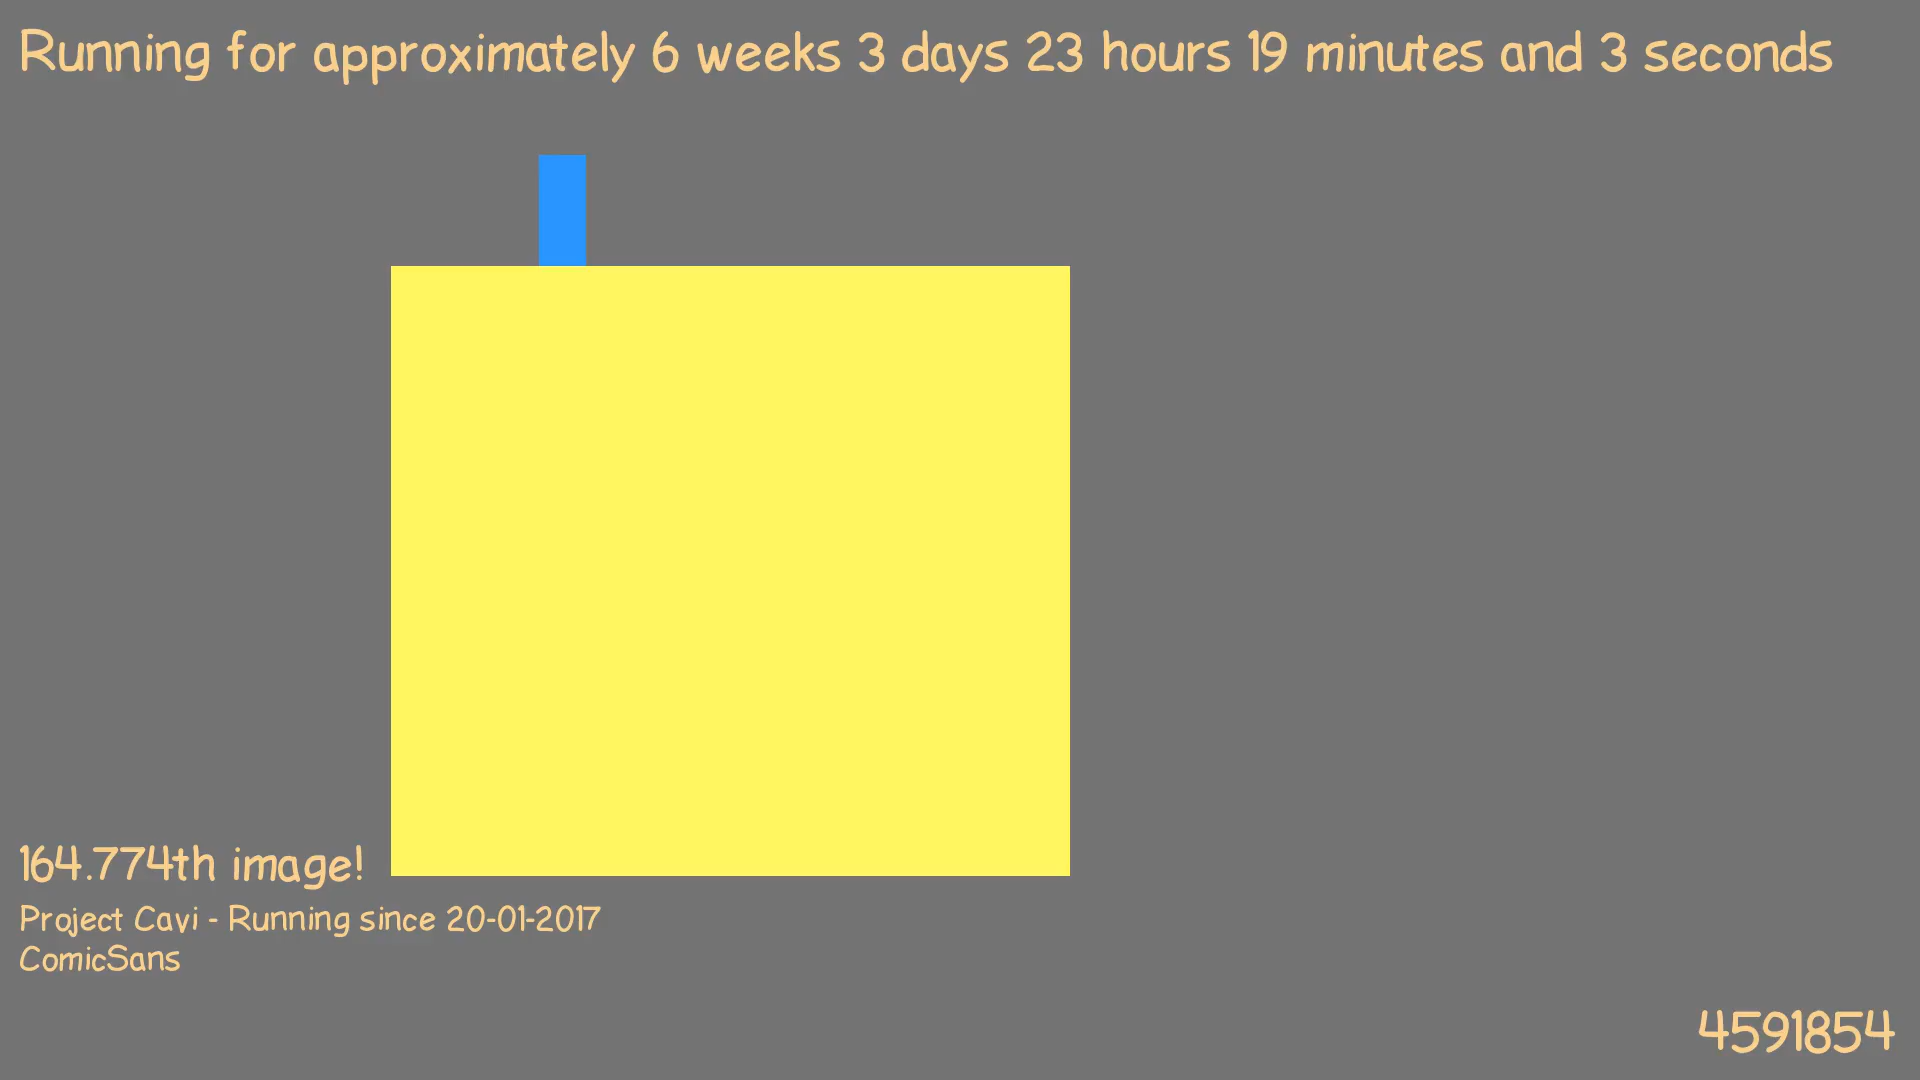 Running for approximately 6 weeks 3 days 23 hours 19 minutes and 3 seconds
164.774th image!
Project Cavi - Running since 20-01-2017
ComicSans
4591854